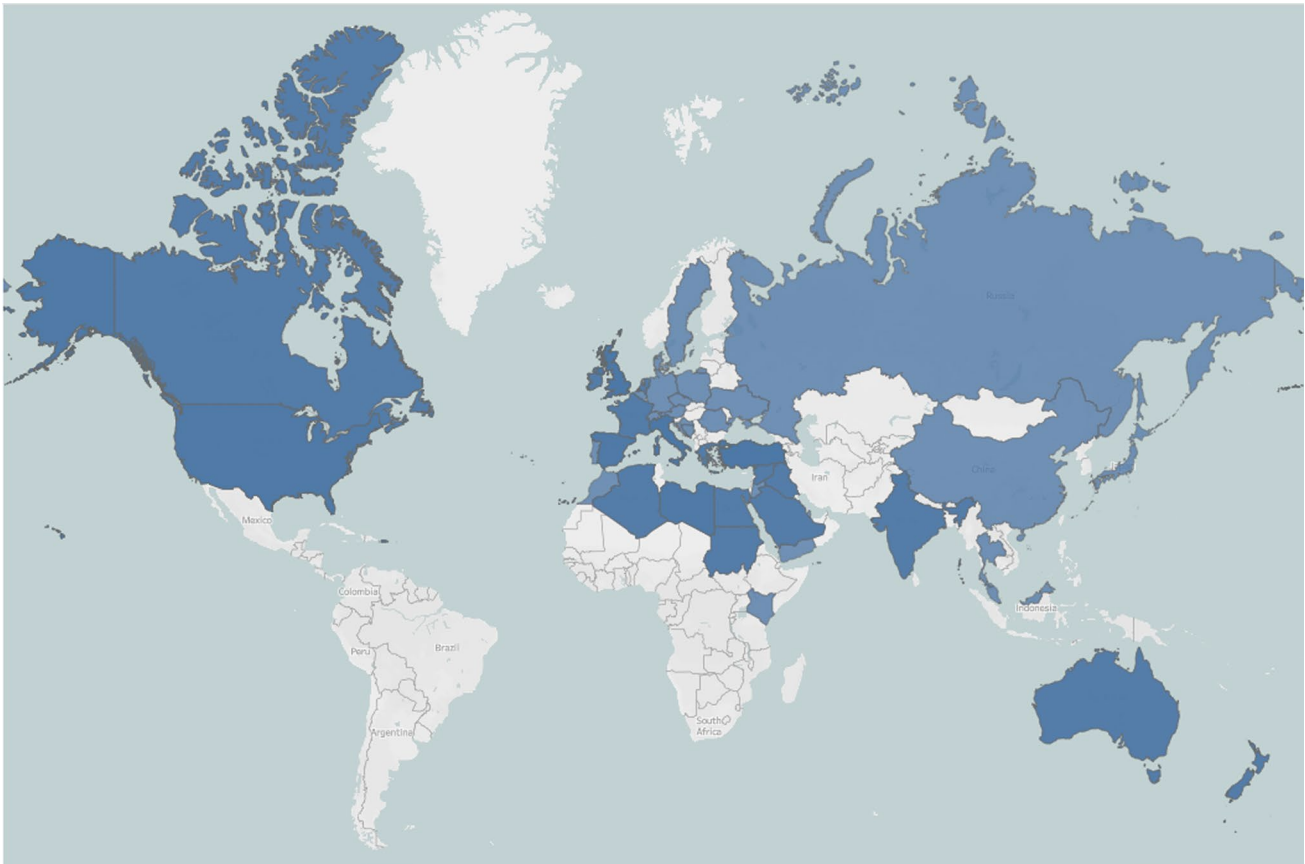 Russia
China
Iran
Mexico
Colombia
Indonesia
Peru
Brazil
South
Africa
Argentina